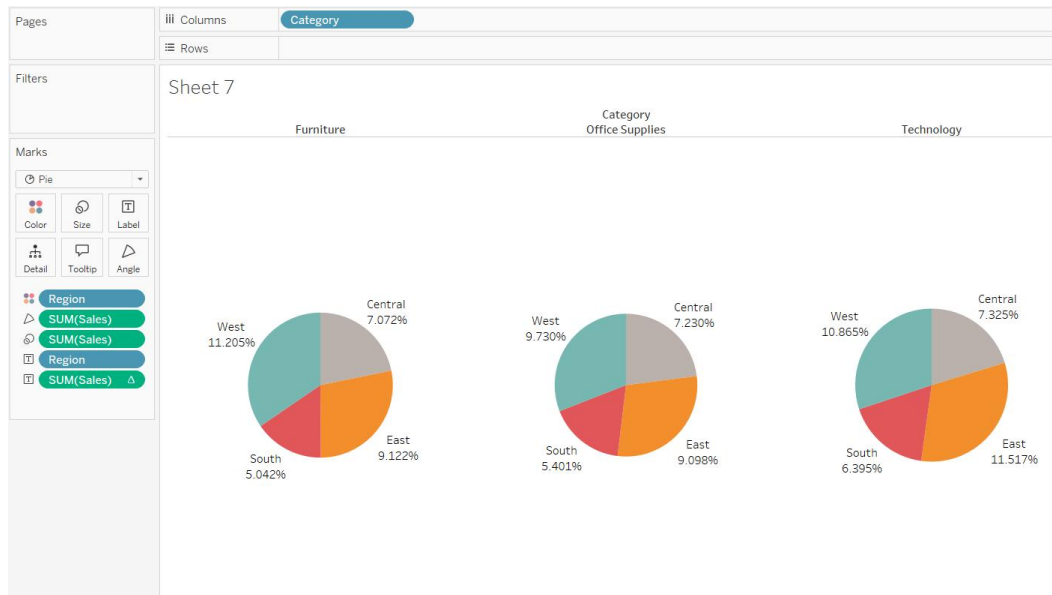 Pages
Columns
Category
Rows
Filters
Marks
Pie
Color
Size
Label
Detail
Tooltip
Angle
Region
SUM(Sales)
SUM(Sales)
Region
SUM(Sales) Δ
Sheet 7
Category
Furniture
Office Supplies
Technology
West
11.205%
Central
7.072%
South
5.042%
East
9.122%
West
9.730%
Central
7.230%
South
5.401%
East
9.098%
West
10.865%
Central
7.325%
South
6.395%
East
11.517%